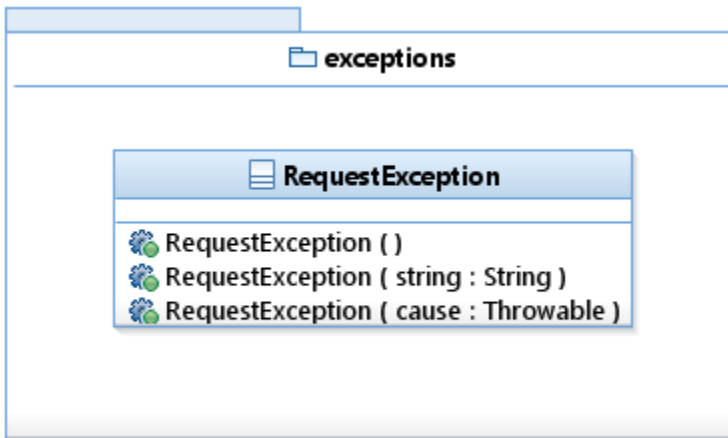 exceptions
RequestException
RequestException ( )
RequestException ( string : String )
RequestException ( cause : Throwable )